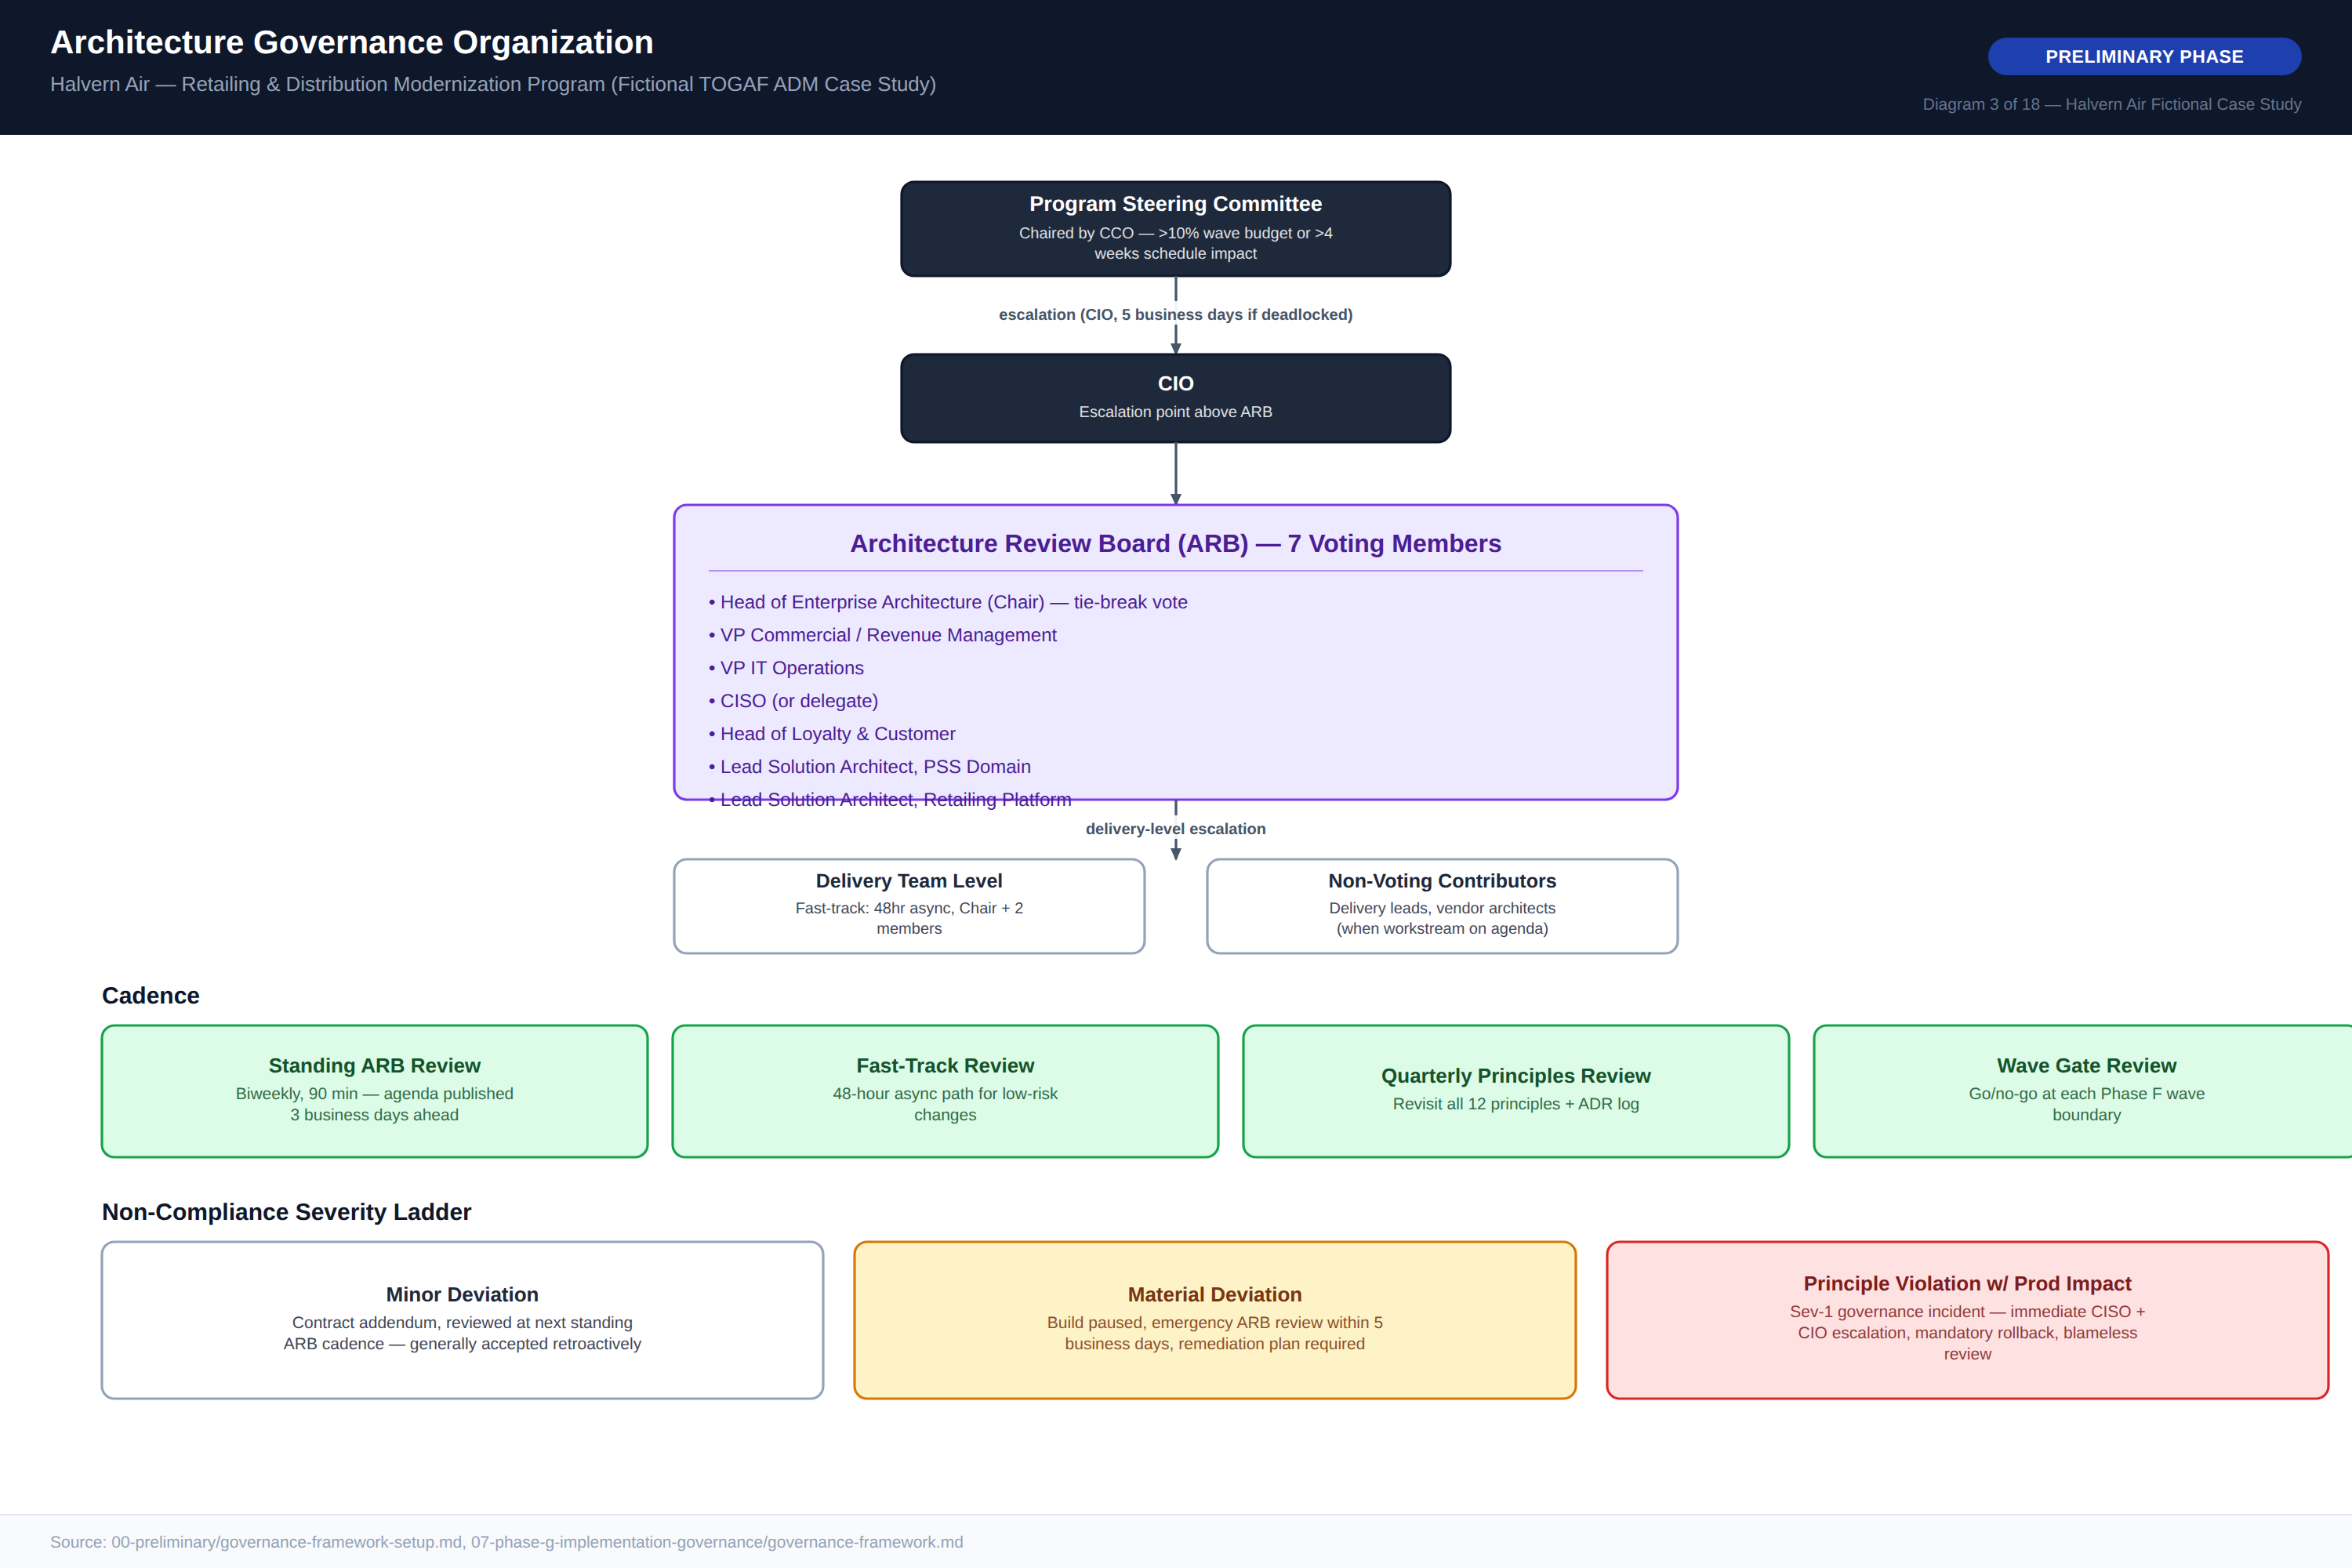 Architecture Governance Organization
Halvern Air — Retailing & Distribution Modernization Program (Fictional TOGAF ADM Case Study)
PRELIMINARY PHASE
Diagram 3 of 18 — Halvern Air Fictional Case Study
Program Steering Committee
Chaired by CCO — >10% wave budget or >4
weeks schedule impact
escalation (CIO, 5 business days if deadlocked)
CIO
Escalation point above ARB
Architecture Review Board (ARB) — 7 Voting Members
• Head of Enterprise Architecture (Chair) — tie-break vote
• VP Commercial / Revenue Management
• VP IT Operations
• CISO (or delegate)
• Head of Loyalty & Customer
• Lead Solution Architect, PSS Domain
• Lead Solution Architect, Retailing Platform
delivery-level escalation
Delivery Team Level
Fast-track: 48hr async, Chair + 2
members
Non-Voting Contributors
Delivery leads, vendor architects
(when workstream on agenda)
Cadence
Standing ARB Review
Biweekly, 90 min — agenda published
3 business days ahead
Fast-Track Review
48-hour async path for low-risk
changes
Quarterly Principles Review
Revisit all 12 principles + ADR log
Wave Gate Review
Go/no-go at each Phase F wave
boundary
Non-Compliance Severity Ladder
Minor Deviation
Contract addendum, reviewed at next standing
ARB cadence — generally accepted retroactively
Material Deviation
Build paused, emergency ARB review within 5
business days, remediation plan required
Principle Violation w/ Prod Impact
Sev-1 governance incident — immediate CISO +
CIO escalation, mandatory rollback, blameless
review
Source: 00-preliminary/governance-framework-setup.md, 07-phase-g-implementation-governance/governance-framework.md